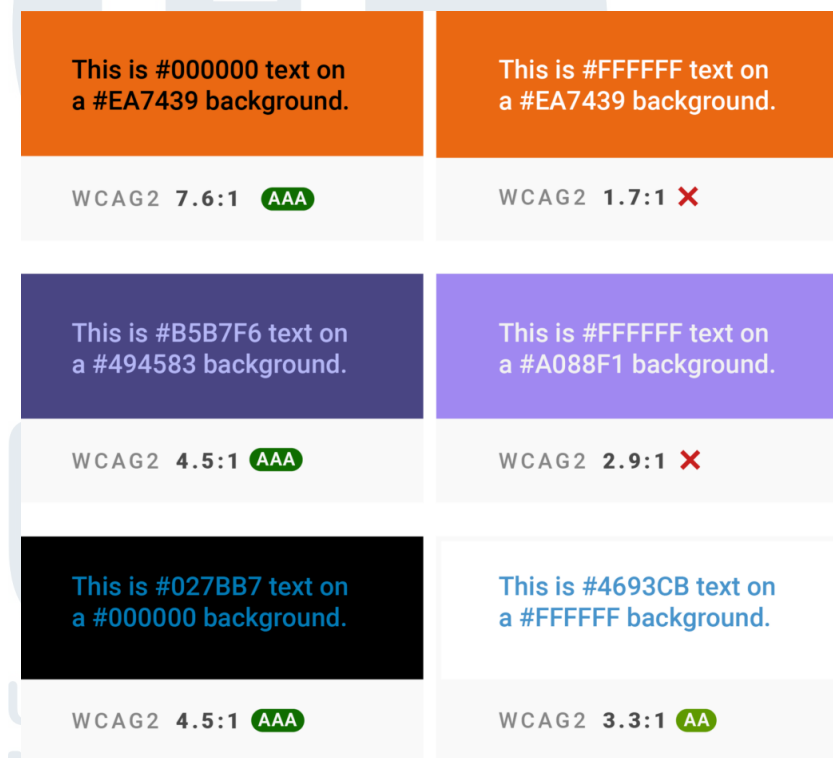 This is #000000 text on
a #EA7439 background.
WCAG2 7.6:1 AAA
This is #FFFFFF text on
a #EA7439 background.
WCAG2 1.7:1 ❌
This is #B5B7F6 text on
a #494583 background.
WCAG2 4.5:1 AAA
This is #FFFFFF text on
a #A088F1 background.
WCAG2 2.9:1 ❌
This is #027BB7 text on
a #000000 background.
WCAG2 4.5:1 AAA
This is #4693CB text on
a #FFFFFF background.
WCAG2 3.3:1 AA